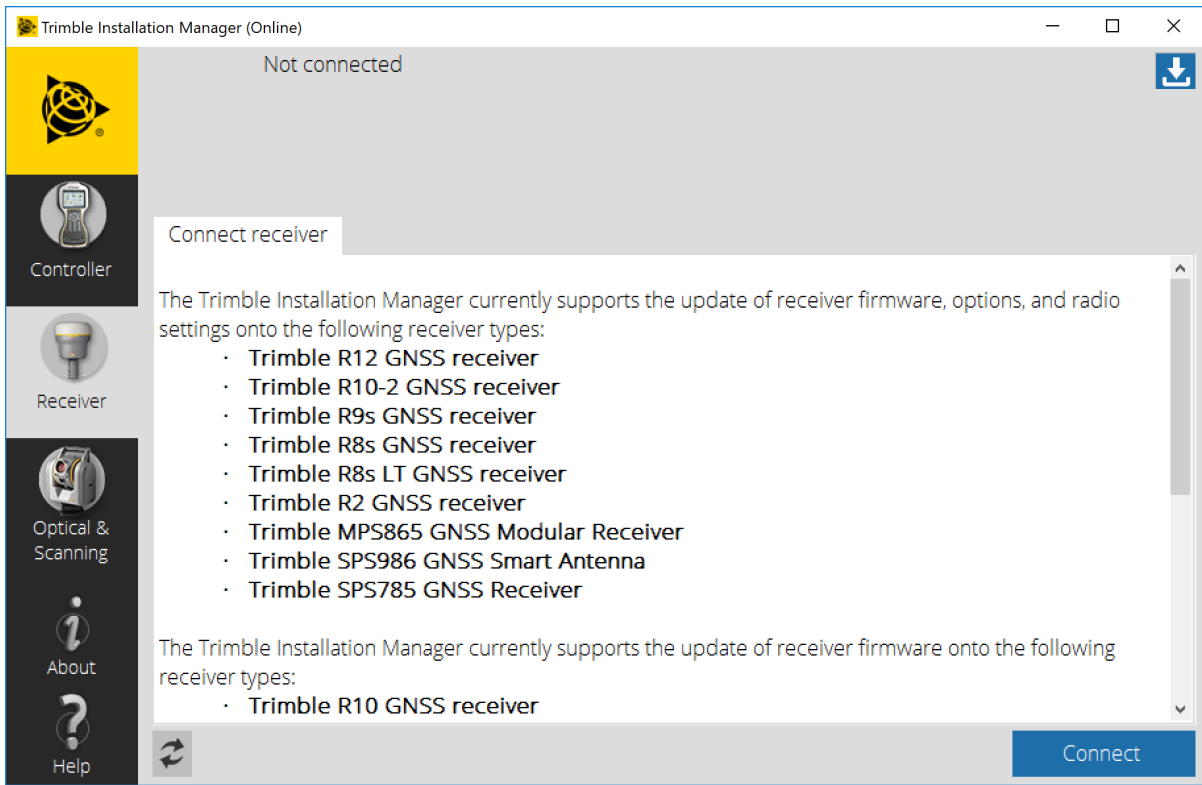 Trimble Installation Manager (Online)
Not connected
Controller
Receiver
Optical &
Scanning
About
Help
Connect receiver
The Trimble Installation Manager currently supports the update of receiver firmware, options, and radio
settings onto the following receiver types:
· Trimble R12 GNSS receiver
· Trimble R10-2 GNSS receiver
· Trimble R9s GNSS receiver
· Trimble R8s GNSS receiver
· Trimble R8s LT GNSS receiver
· Trimble R2 GNSS receiver
· Trimble MPS865 GNSS Modular Receiver
· Trimble SPS986 GNSS Smart Antenna
· Trimble SPS785 GNSS Receiver
The Trimble Installation Manager currently supports the update of receiver firmware onto the following
receiver types:
· Trimble R10 GNSS receiver
Connect